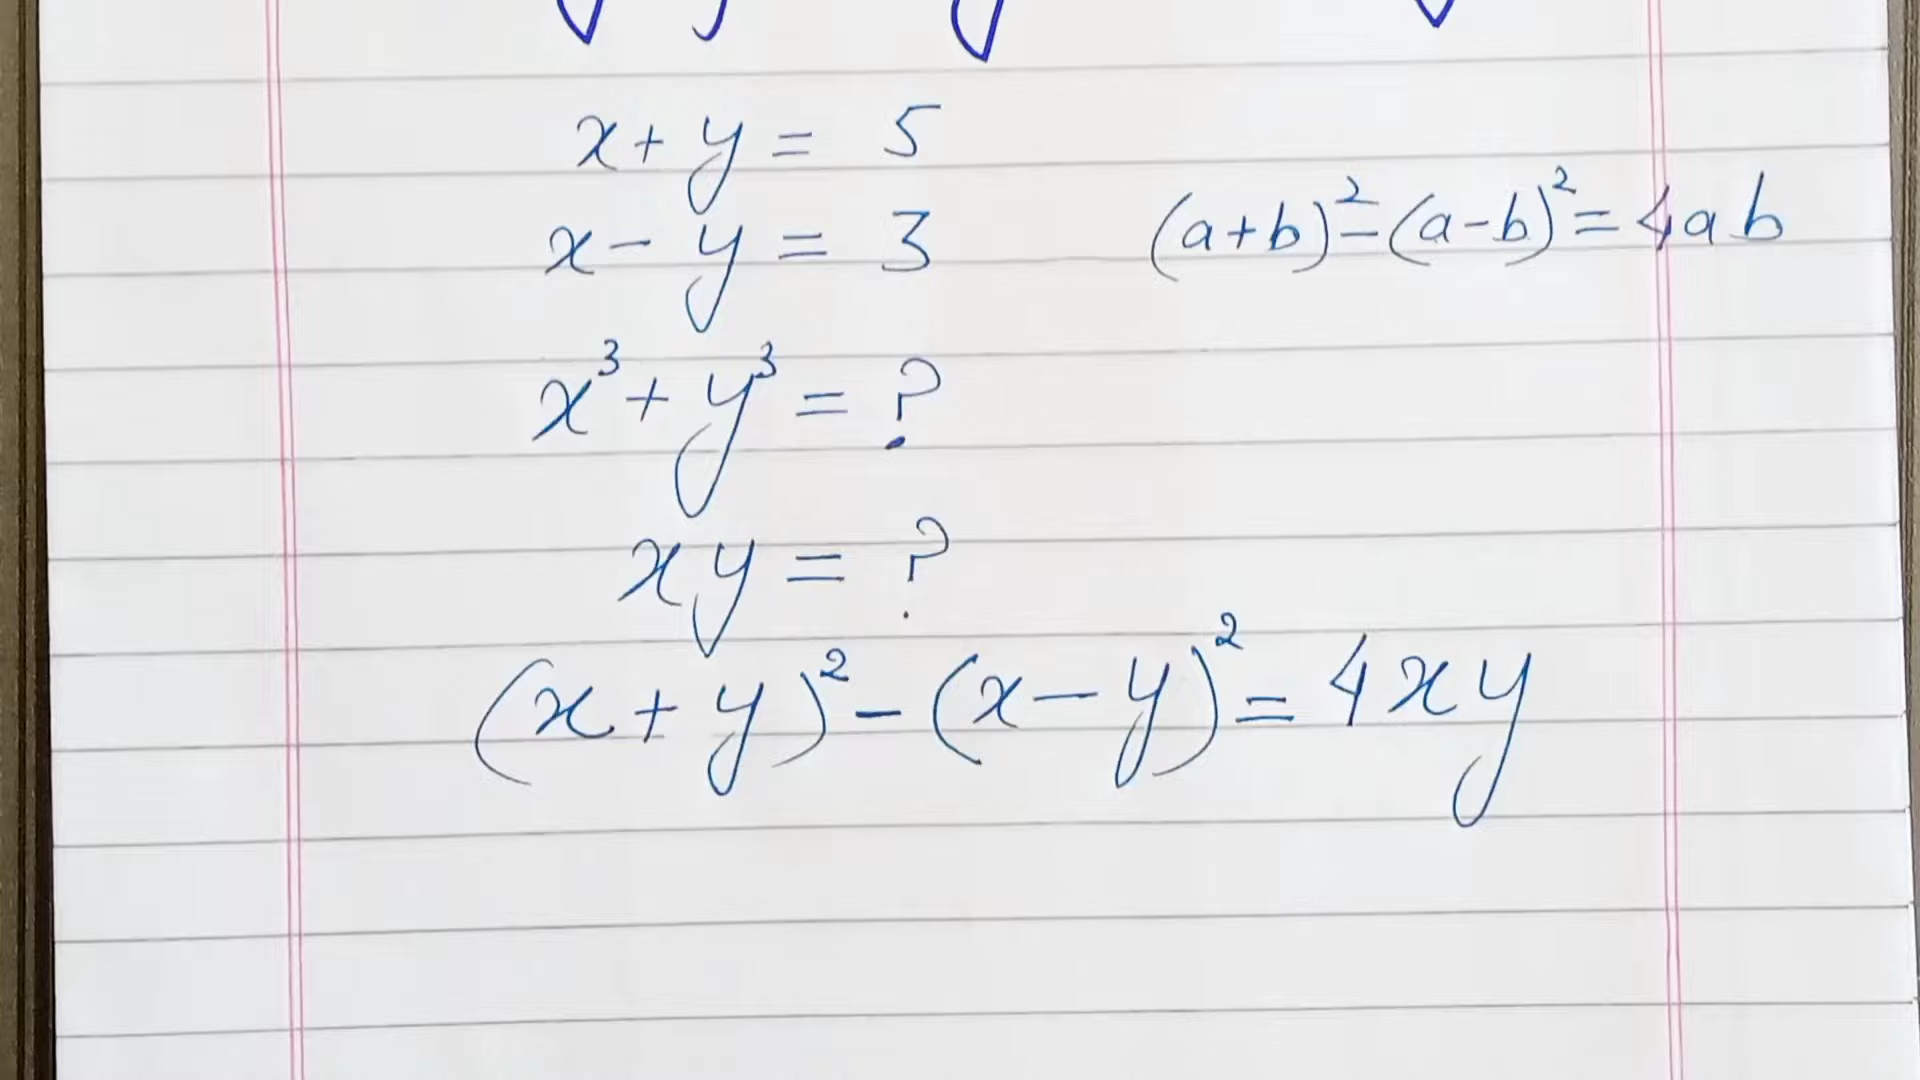 x + y = 5
x - y = 3
(a+b)² - (a-b)² = 4ab
x³ + y³ = ?
xy = ?
(x + y)² - (x - y)² = 4xy